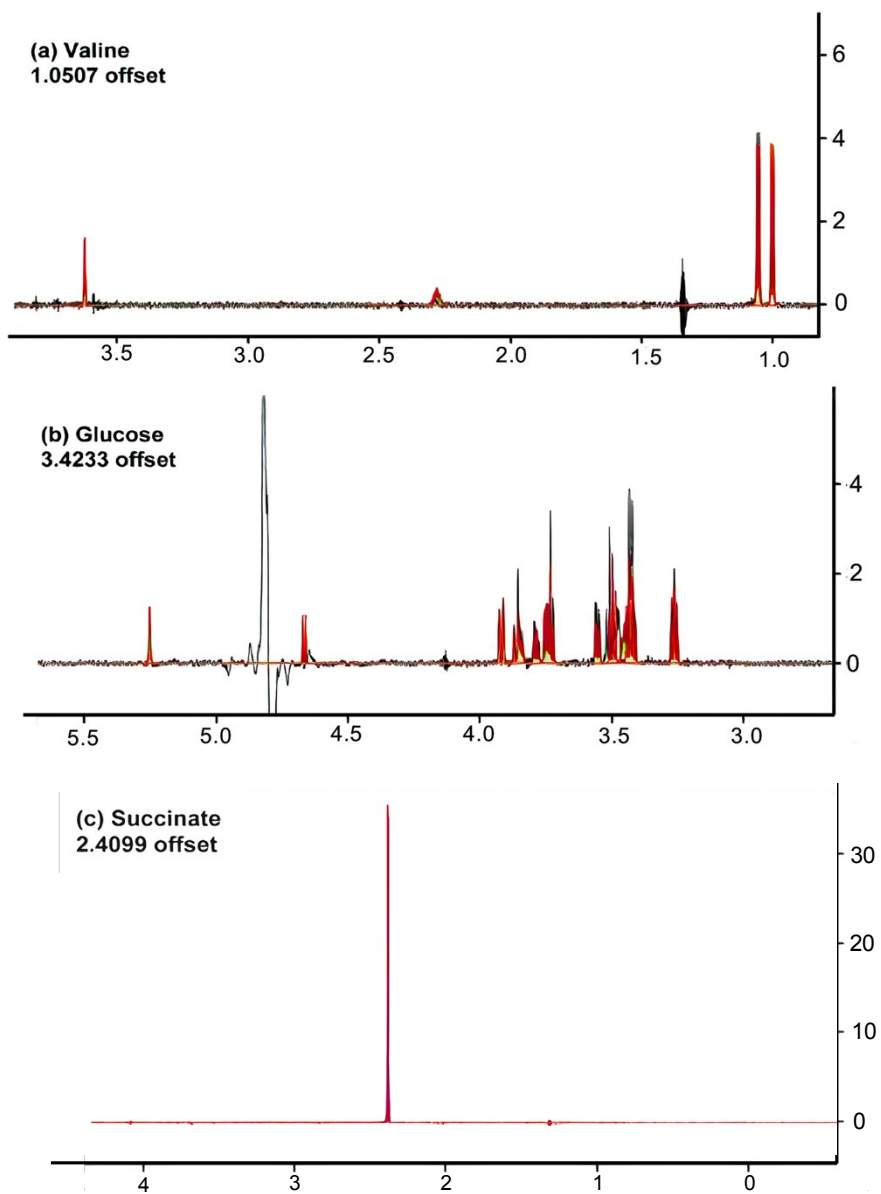 (a) Valine
1.0507 offset
6
4
2
0
3.5 3.0 2.5 2.0 1.5 1.0
(b) Glucose
3.4233 offset
4
2
0
5.5 5.0 4.5 4.0 3.5 3.0
(c) Succinate
2.4099 offset
30
20
10
0
4 3 2 1 0